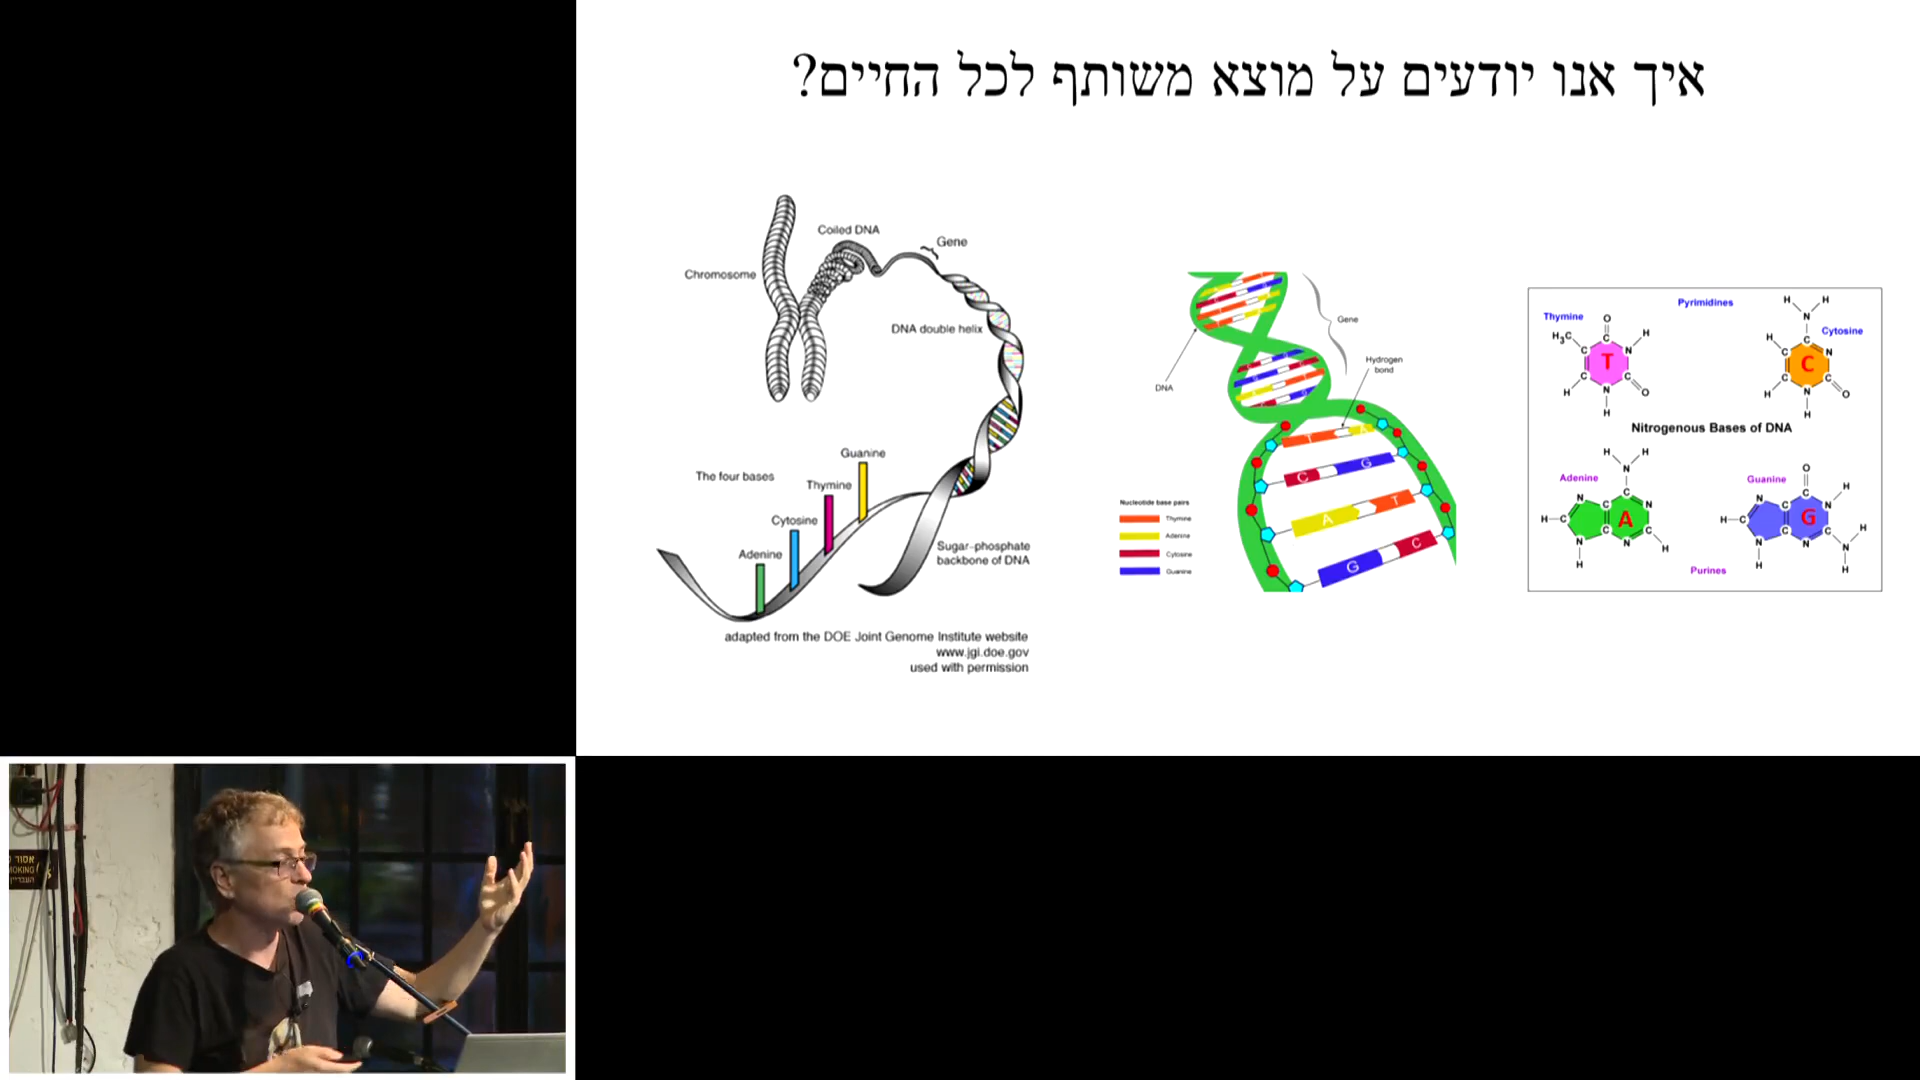 איך אנו יודעים על מוצא משותף לכל החיים?
Coiled DNA
Gene
Chromosome
DNA double helix
Guanine
The four bases
Thymine
Cytosine
Adenine
Sugar-phosphate
backbone of DNA
adapted from the DOE Joint Genome Institute website
www.jgi.doe.gov
used with permission
Gene
Hydrogen
bond
DNA
T A
C G
A T
G C
Nucleotide base pairs
Thymine
Adenine
Cytosine
Guanine
Pyrimidines
Thymine
Cytosine
H H
N
O
H₃C C N H
T
C C
H N O
H
H C N
C
C C
H N O
H
Nitrogenous Bases of DNA
Adenine
Guanine
H H
N
C
N C N
H C A
N C N C
H H
O
C
N C N H
H C G
N C N C
H N H
H
Purines
אסור
MOKING